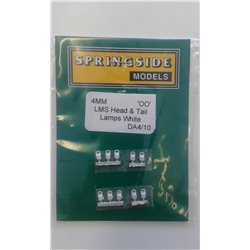 SPRINGSIDE
MODELS
4MM 'OO'
LMS Head & Tail
Lamps White
DA4/10